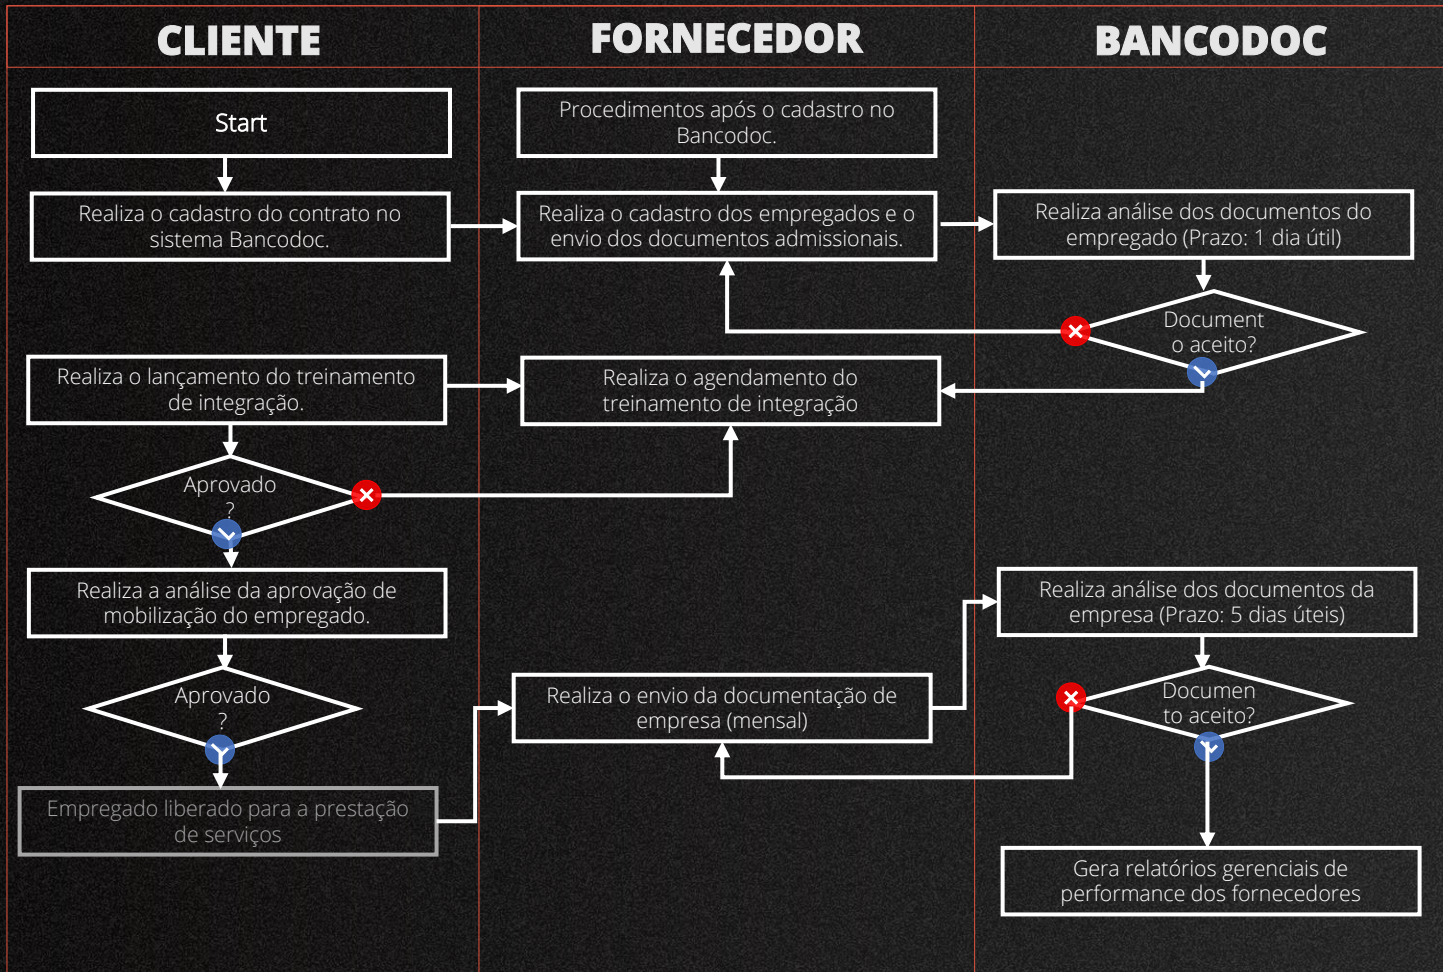 CLIENTE
FORNECEDOR
BANCODOC
Start
Procedimentos após o cadastro no
Bancodoc.
Realiza o cadastro do contrato no
sistema Bancodoc.
Realiza o cadastro dos empregados e o
envio dos documentos admissionais.
Realiza análise dos documentos do
empregado (Prazo: 1 dia útil)
Document
o aceito?
Realiza o lançamento do treinamento
de integração.
Realiza o agendamento do
treinamento de integração
Aprovado
?
Realiza a análise da aprovação de
mobilização do empregado.
Realiza análise dos documentos da
empresa (Prazo: 5 dias úteis)
Aprovado
?
Realiza o envio da documentação de
empresa (mensal)
Documen
to aceito?
Empregado liberado para a prestação
de serviços
Gera relatórios gerenciais de
performance dos fornecedores